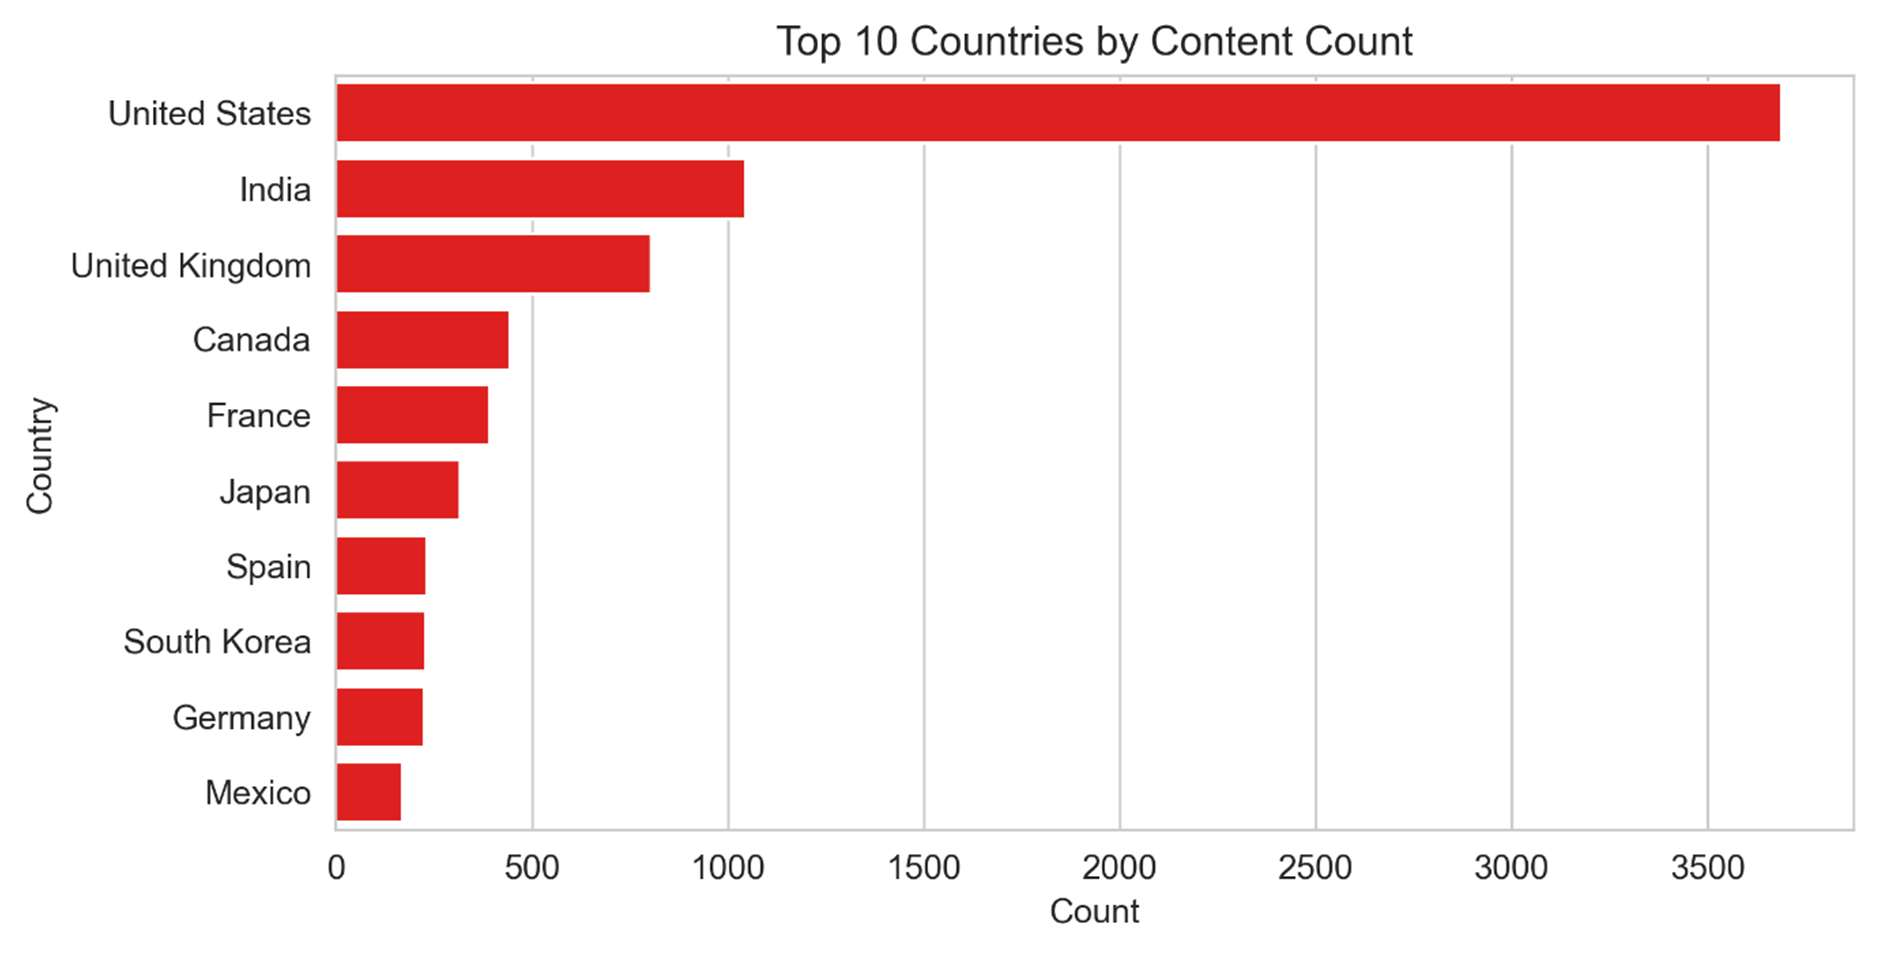 Top 10 Countries by Content Count
United States
India
United Kingdom
Canada
France
Japan
Spain
South Korea
Germany
Mexico
Country
0 500 1000 1500 2000 2500 3000 3500
Count